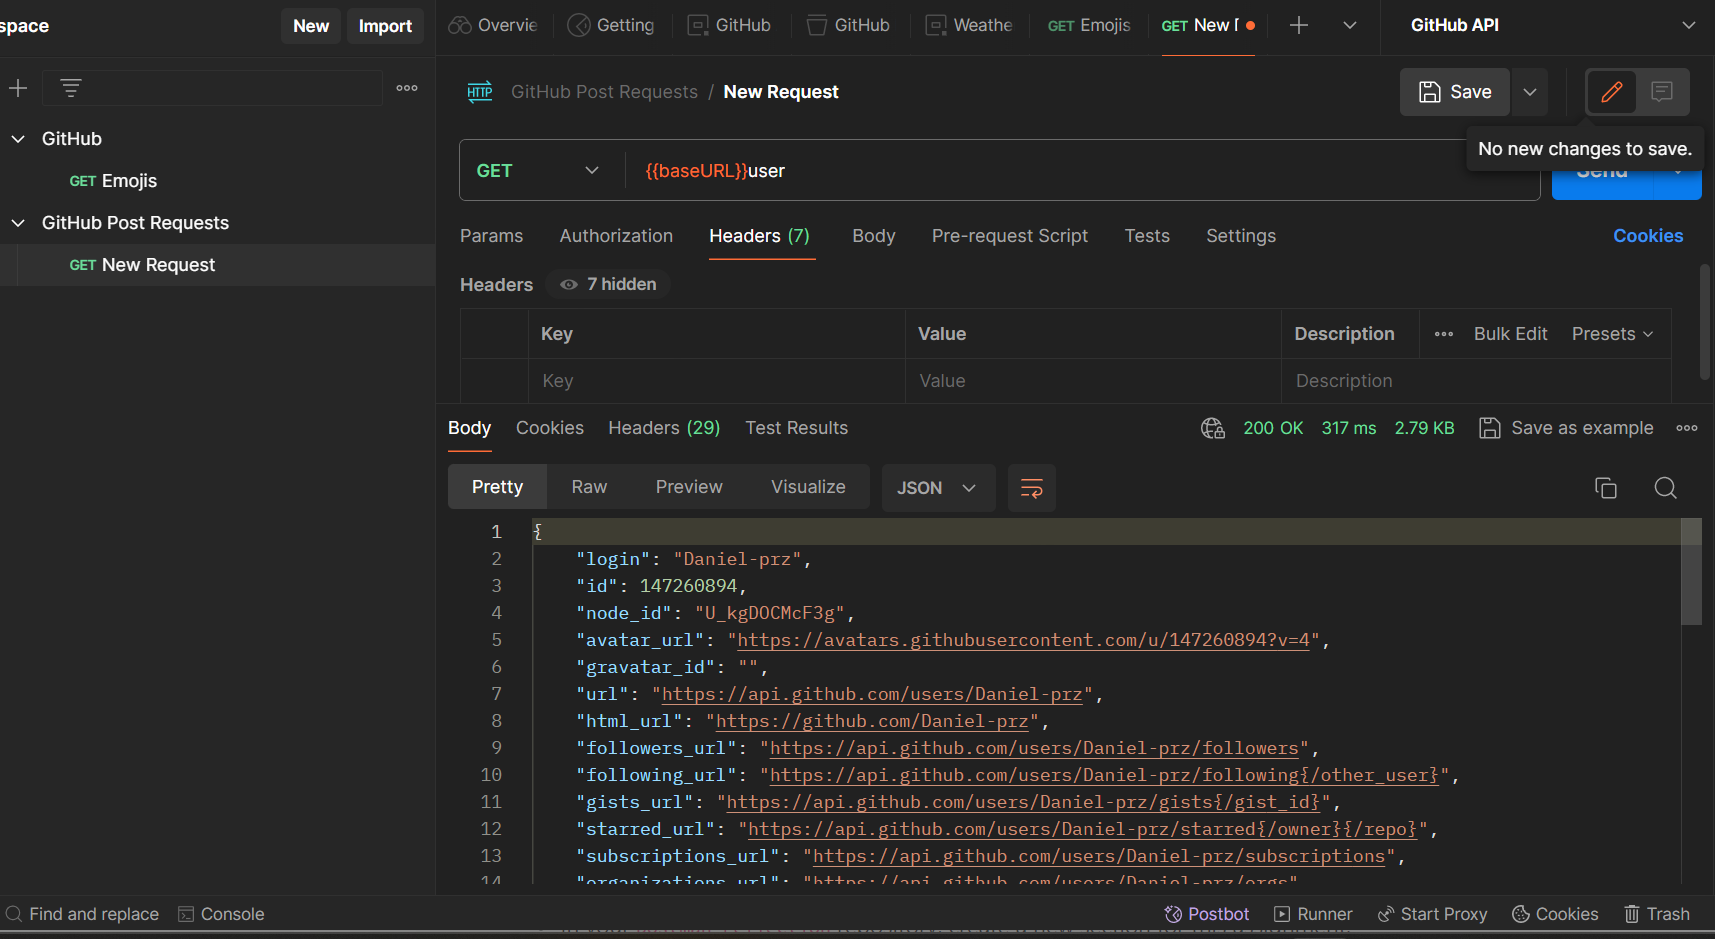 space
New
Import
Overvie
Getting
GitHub
GitHub
Weathe
GET Emojis
GET New
GitHub API
GitHub
GET Emojis
GitHub Post Requests
GET New Request
HTTP
GitHub Post Requests / New Request
Save
No new changes to save.
GET
{{baseURL}}user
Send
Params
Authorization
Headers (7)
Body
Pre-request Script
Tests
Settings
Cookies
Headers
7 hidden
Key
Value
Description
Bulk Edit
Presets
Key
Value
Description
Body
Cookies
Headers (29)
Test Results
200 OK
317 ms
2.79 KB
Save as example
Pretty
Raw
Preview
Visualize
JSON
1 {
2 "login": "Daniel-prz",
3 "id": 147260894,
4 "node_id": "U_kgDOCMcF3g",
5 "avatar_url": "https://avatars.githubusercontent.com/u/147260894?v=4",
6 "gravatar_id": "",
7 "url": "https://api.github.com/users/Daniel-prz",
8 "html_url": "https://github.com/Daniel-prz",
9 "followers_url": "https://api.github.com/users/Daniel-prz/followers",
10 "following_url": "https://api.github.com/users/Daniel-prz/following{/other_user}",
11 "gists_url": "https://api.github.com/users/Daniel-prz/gists{/gist_id}",
12 "starred_url": "https://api.github.com/users/Daniel-prz/starred{/owner}{/repo}",
13 "subscriptions_url": "https://api.github.com/users/Daniel-prz/subscriptions",
14 "organizations_url": "https://api.github.com/users/Daniel-prz/orgs"
Find and replace
Console
Postbot
Runner
Start Proxy
Cookies
Trash